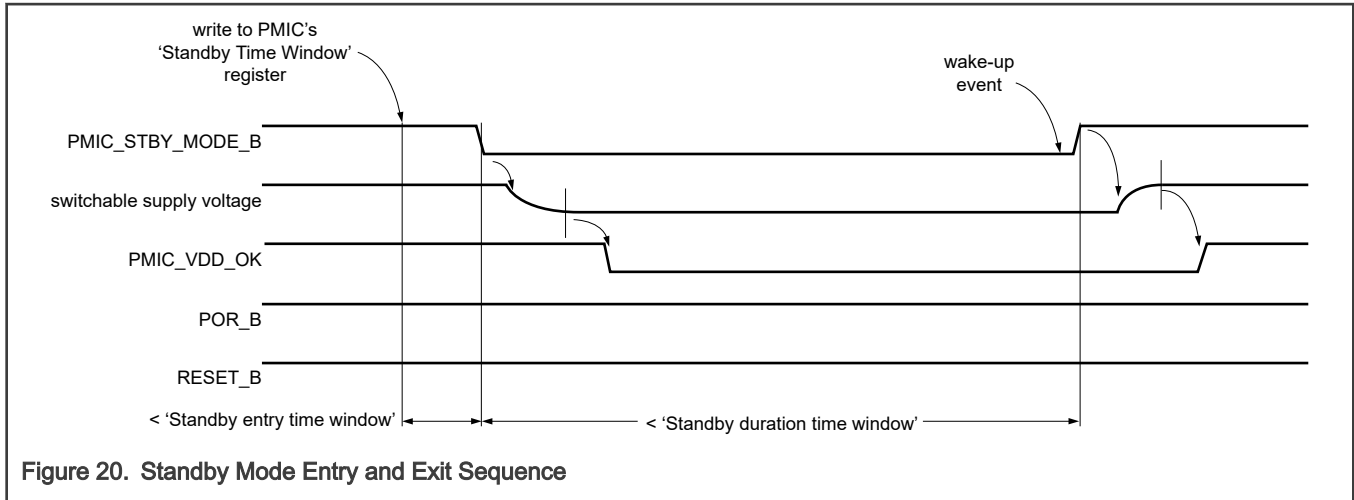 write to PMIC's
'Standby Time Window'
register
wake-up
event
PMIC_STBY_MODE_B
switchable supply voltage
PMIC_VDD_OK
POR_B
RESET_B
< 'Standby entry time window'
< 'Standby duration time window'
Figure 20. Standby Mode Entry and Exit Sequence